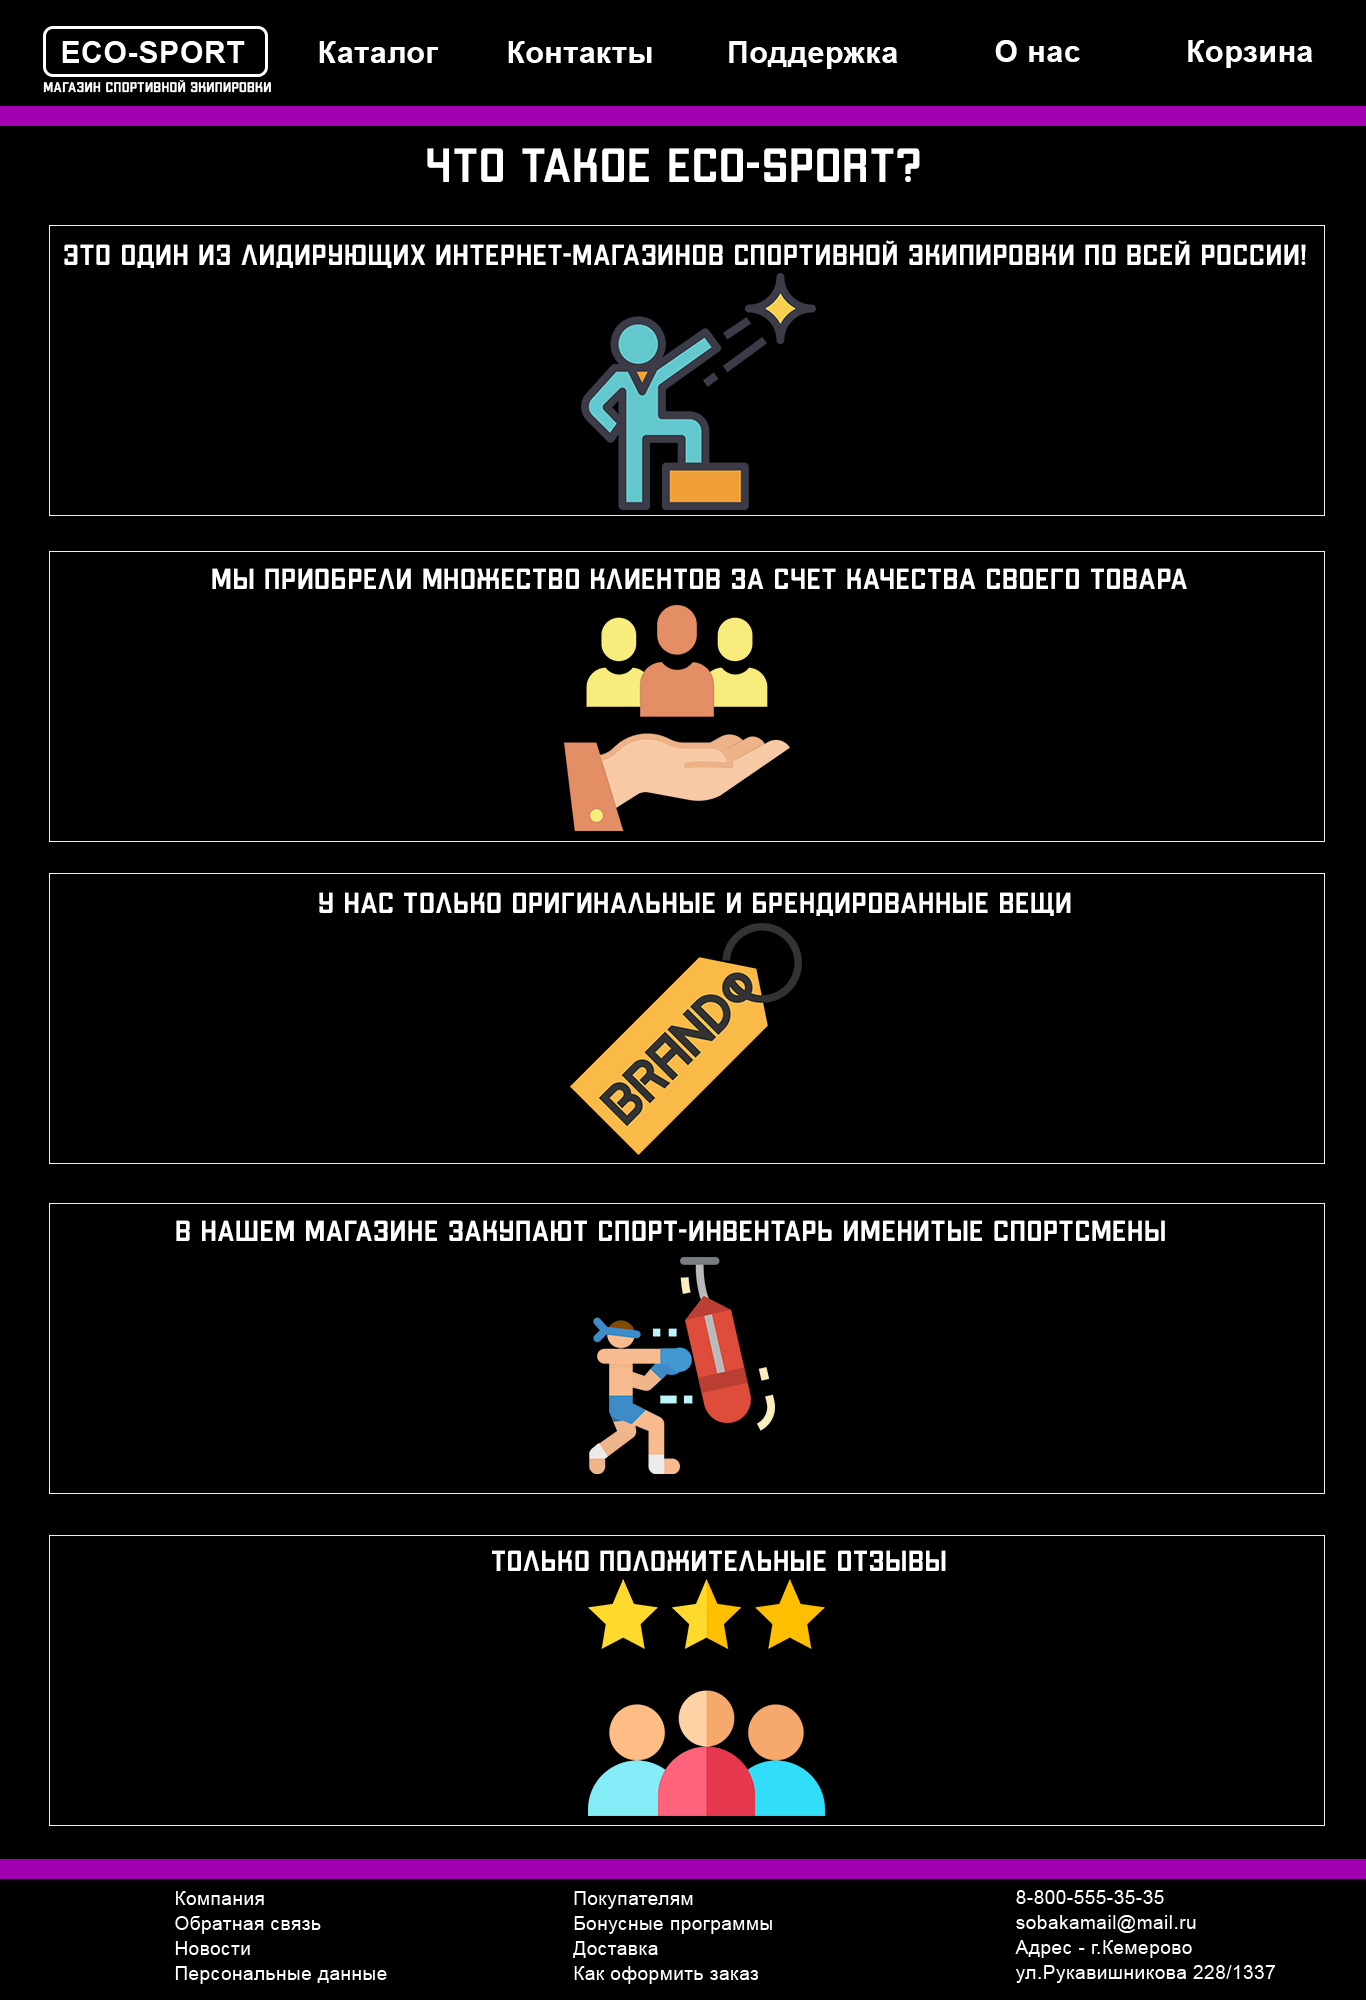 ECO-SPORT
МАГАЗИН СПОРТИВНОЙ ЭКИПИРОВКИ
Каталог
Контакты
Поддержка
О нас
Корзина
ЧТО ТАКОЕ ECO-SPORT?
ЭТО ОДИН ИЗ ЛИДИРУЮЩИХ ИНТЕРНЕТ-МАГАЗИНОВ СПОРТИВНОЙ ЭКИПИРОВКИ ПО ВСЕЙ РОССИИ!
МЫ ПРИОБРЕЛИ МНОЖЕСТВО КЛИЕНТОВ ЗА СЧЕТ КАЧЕСТВА СВОЕГО ТОВАРА
У НАС ТОЛЬКО ОРИГИНАЛЬНЫЕ И БРЕНДИРОВАННЫЕ ВЕЩИ
BRAND
В НАШЕМ МАГАЗИНЕ ЗАКУПАЮТ СПОРТ-ИНВЕНТАРЬ ИМЕНИТЫЕ СПОРТСМЕНЫ
ТОЛЬКО ПОЛОЖИТЕЛЬНЫЕ ОТЗЫВЫ
Компания
Обратная связь
Новости
Персональные данные
Покупателям
Бонусные программы
Доставка
Как оформить заказ
8-800-555-35-35
sobakamail@mail.ru
Адрес - г.Кемерово
ул.Рукавишникова 228/1337